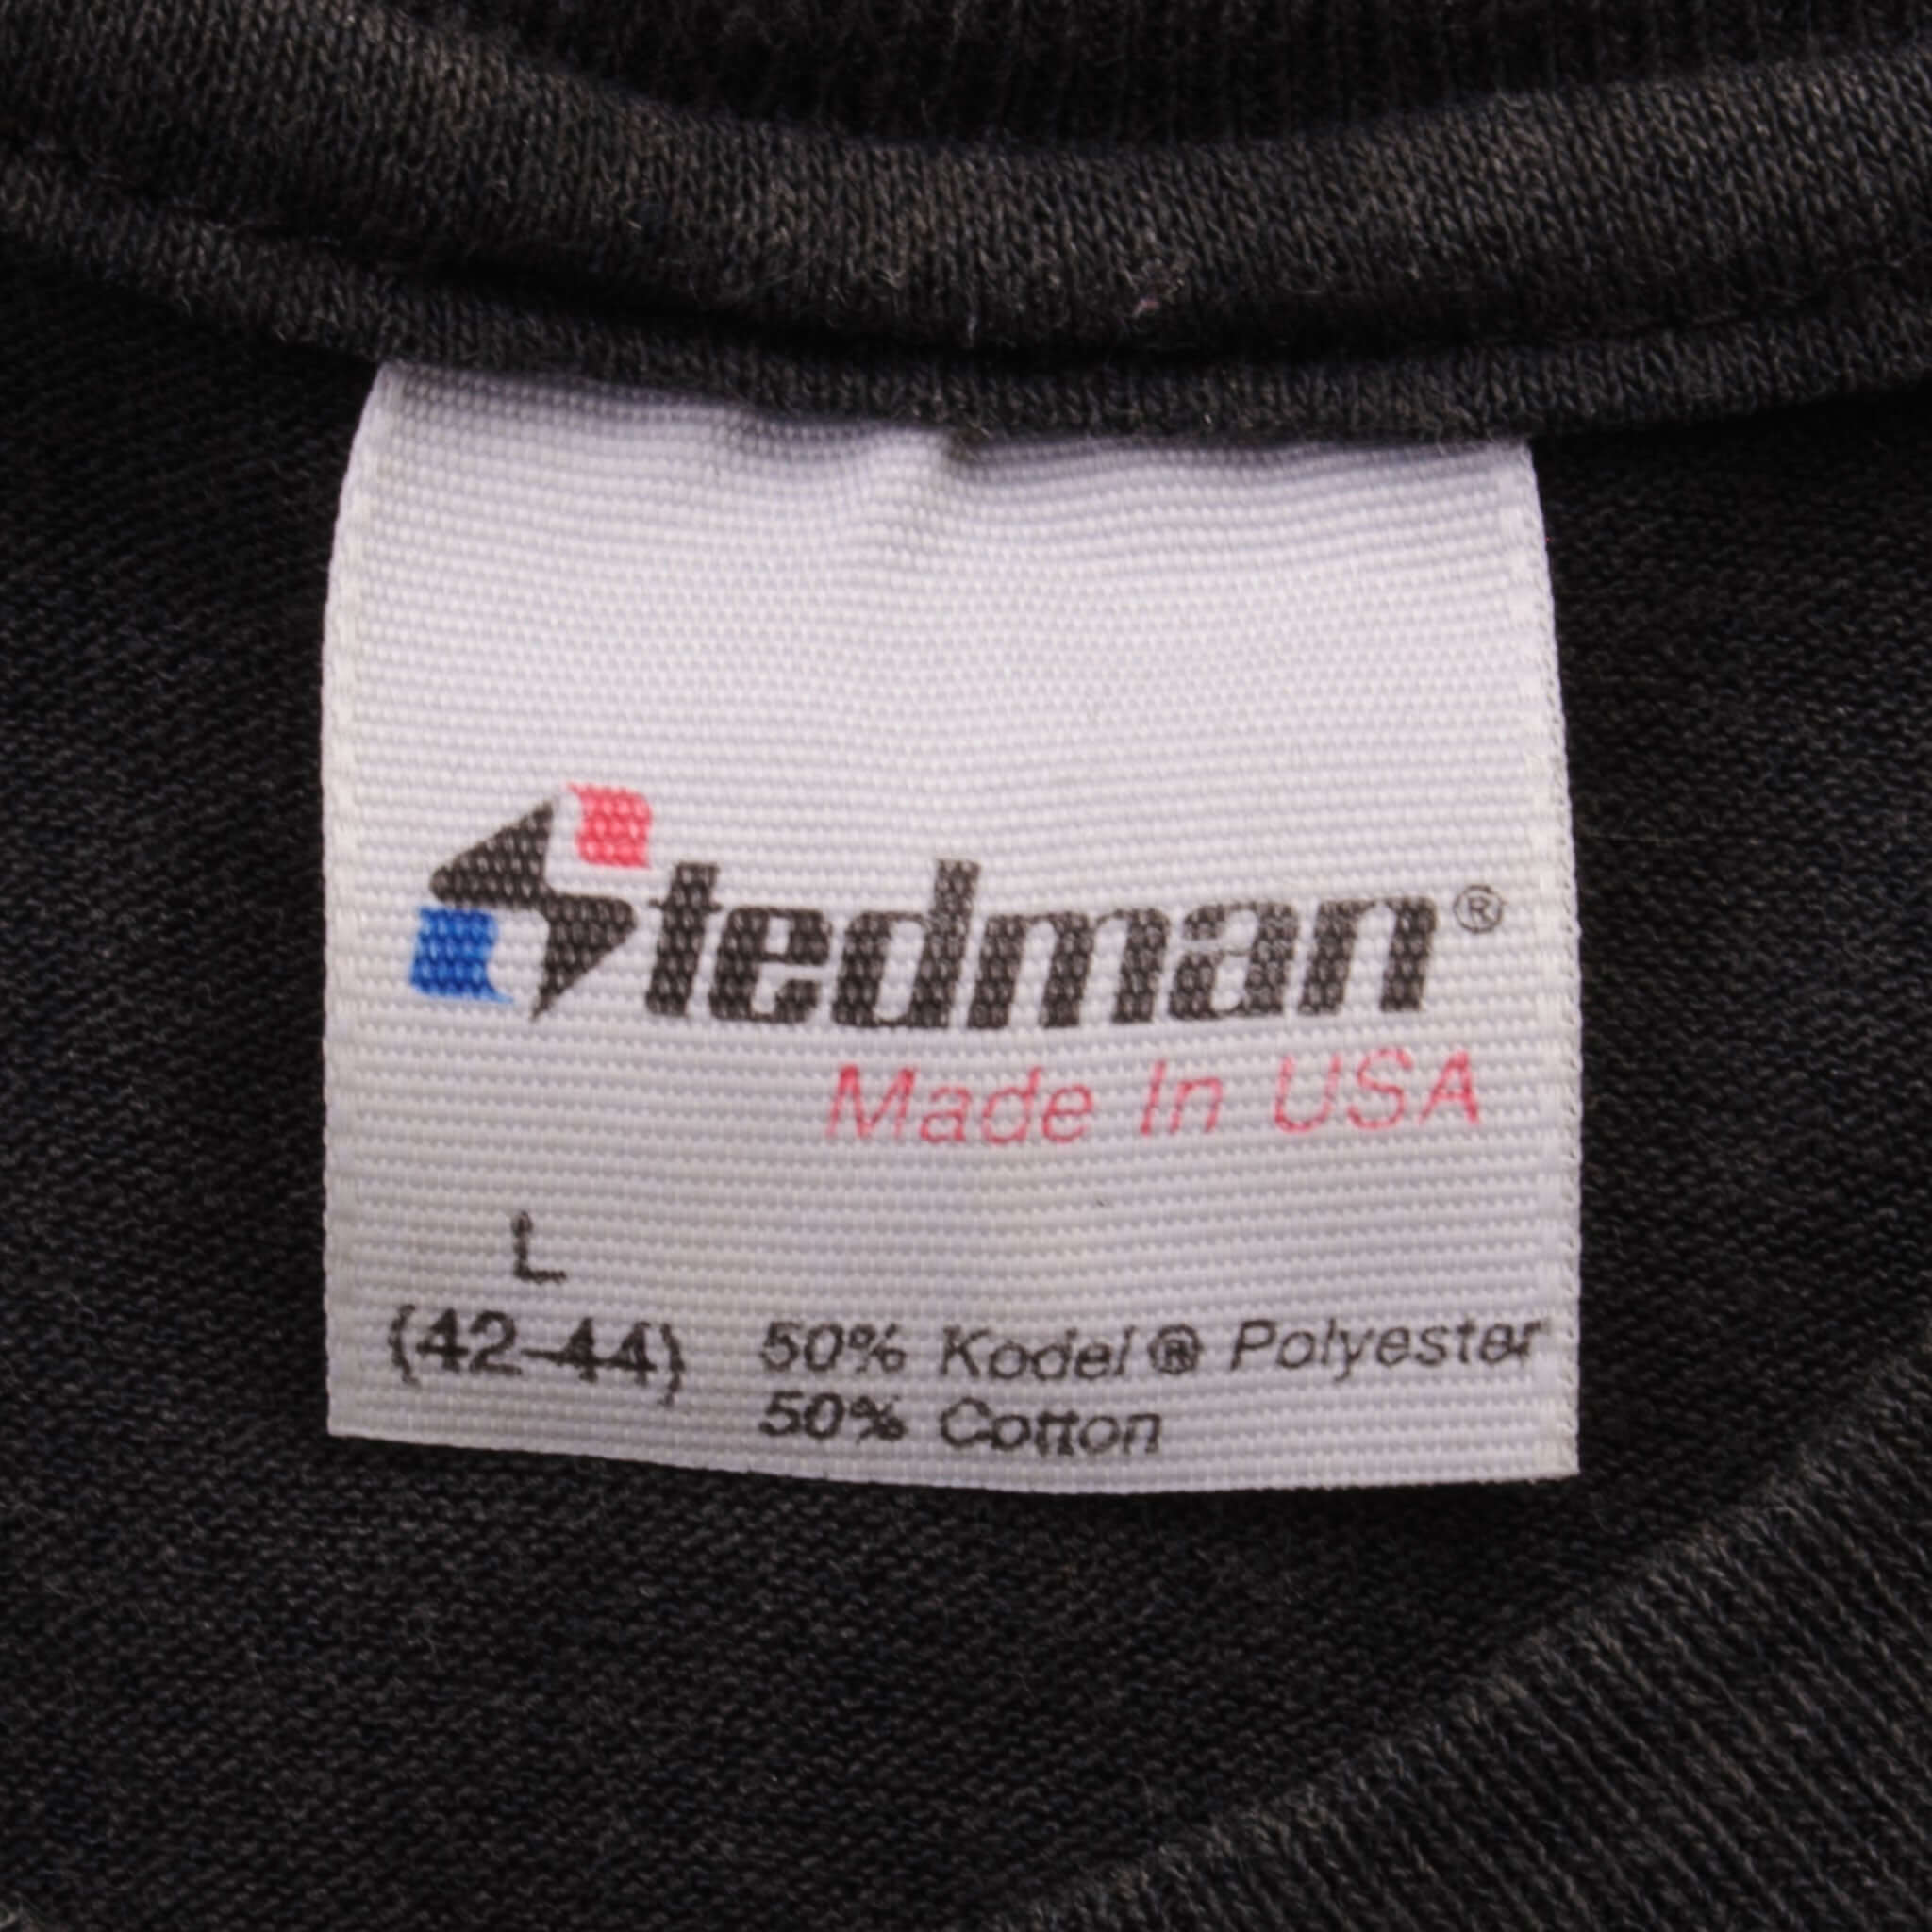 Stedman®
Made In USA
L
(42-44)
50% Kodel® Polyester
50% Cotton